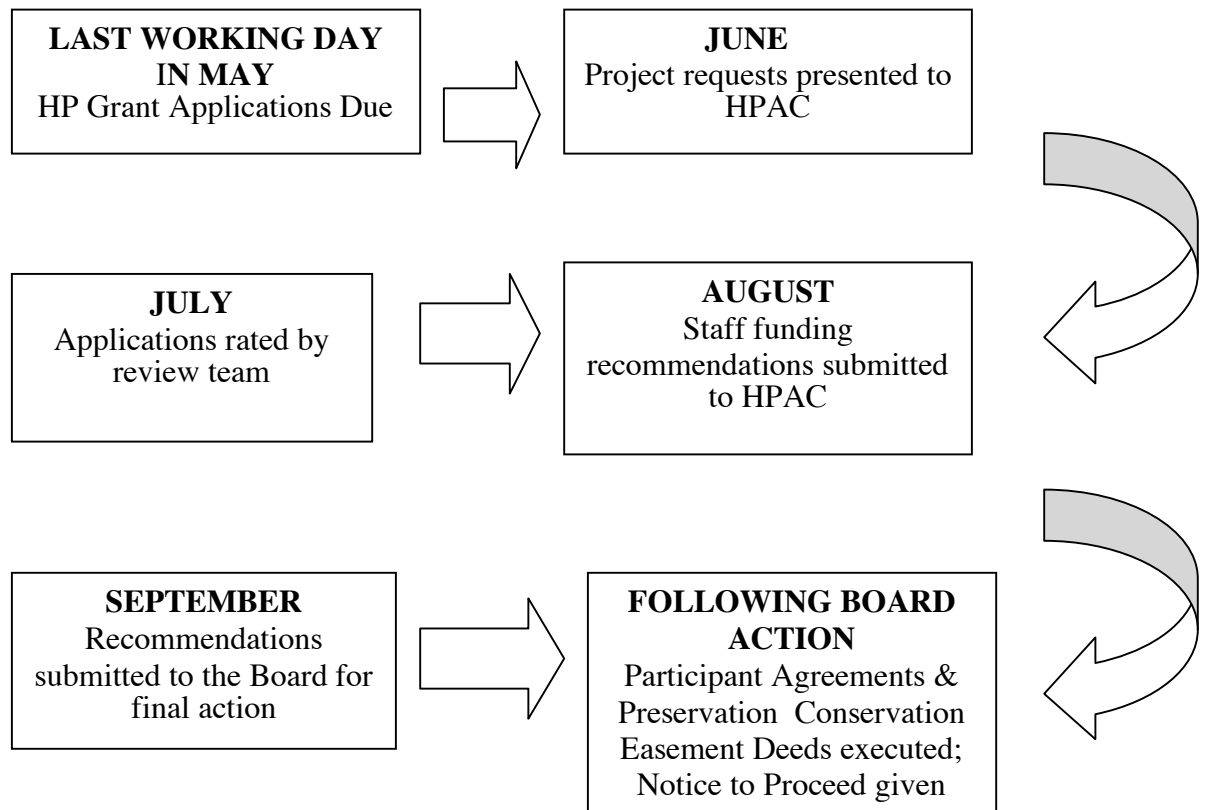 LAST WORKING DAY
IN MAY
HP Grant Applications Due
JUNE
Project requests presented to
HPAC
JULY
Applications rated by
review team
AUGUST
Staff funding
recommendations submitted
to HPAC
SEPTEMBER
Recommendations
submitted to the Board for
final action
FOLLOWING BOARD
ACTION
Participant Agreements &
Preservation Conservation
Easement Deeds executed;
Notice to Proceed given